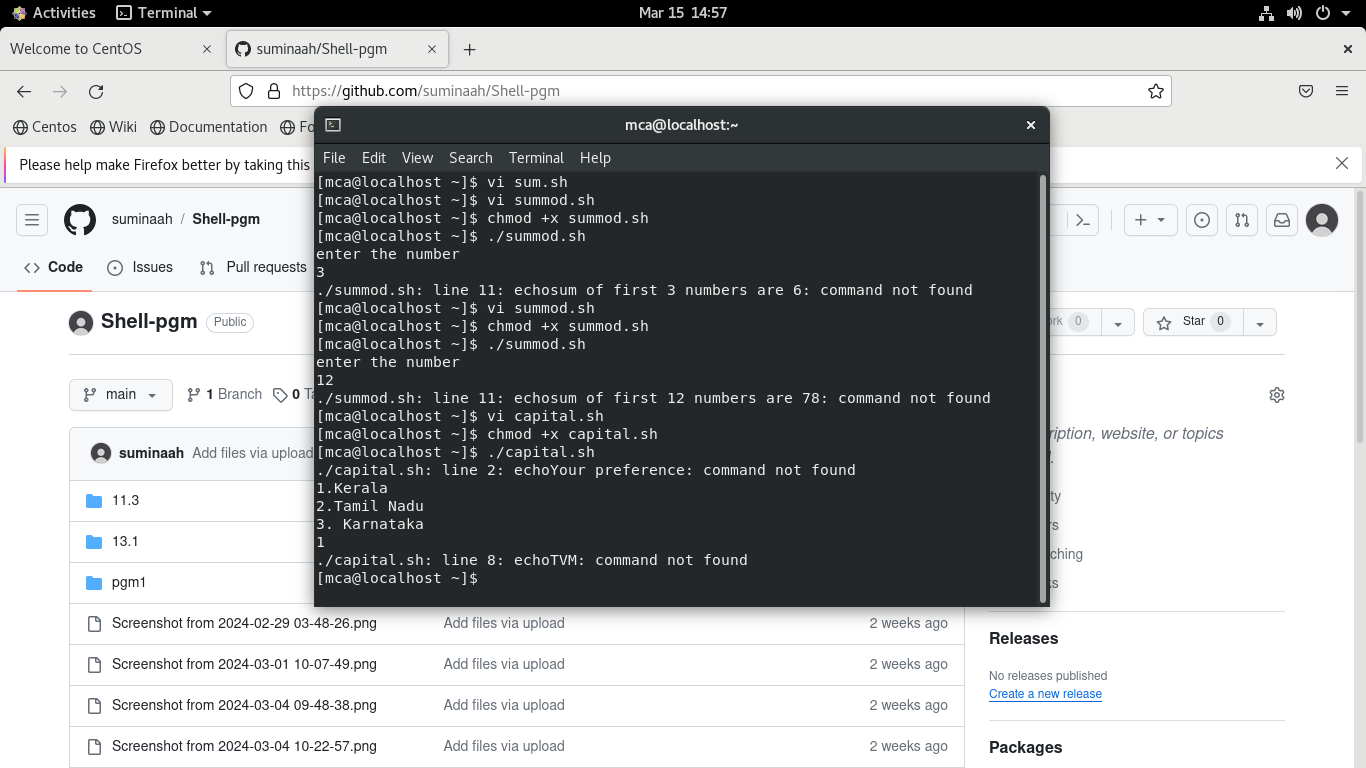 Activities Terminal Mar 15 14:57
Welcome to CentOS suminaah/Shell-pgm
https://github.com/suminaah/Shell-pgm
Centos Wiki Documentation
mca@localhost:~
Please help make Firefox better by taking this
File Edit View Search Terminal Help
[mca@localhost ~]$ vi sum.sh
[mca@localhost ~]$ vi summod.sh
[mca@localhost ~]$ chmod +x summod.sh
[mca@localhost ~]$ ./summod.sh
enter the number
3
./summod.sh: line 11: echosum of first 3 numbers are 6: command not found
[mca@localhost ~]$ vi summod.sh
[mca@localhost ~]$ chmod +x summod.sh
[mca@localhost ~]$ ./summod.sh
enter the number
12
./summod.sh: line 11: echosum of first 12 numbers are 78: command not found
[mca@localhost ~]$ vi capital.sh
[mca@localhost ~]$ chmod +x capital.sh
[mca@localhost ~]$ ./capital.sh
./capital.sh: line 2: echoYour preference: command not found
1.Kerala
2.Tamil Nadu
3. Karnataka
1
./capital.sh: line 8: echoTVM: command not found
[mca@localhost ~]$
suminaah / Shell-pgm
Code Issues Pull requests
Shell-pgm Public
0 Star 0
main 1 Branch 0
website, or topics
suminaah Add files via upload
11.3
13.1
pgm1
Screenshot from 2024-02-29 03-48-26.png Add files via upload 2 weeks ago
Screenshot from 2024-03-01 10-07-49.png Add files via upload 2 weeks ago
Screenshot from 2024-03-04 09-48-38.png Add files via upload 2 weeks ago
Screenshot from 2024-03-04 10-22-57.png Add files via upload 2 weeks ago
Releases
No releases published
Create a new release
Packages